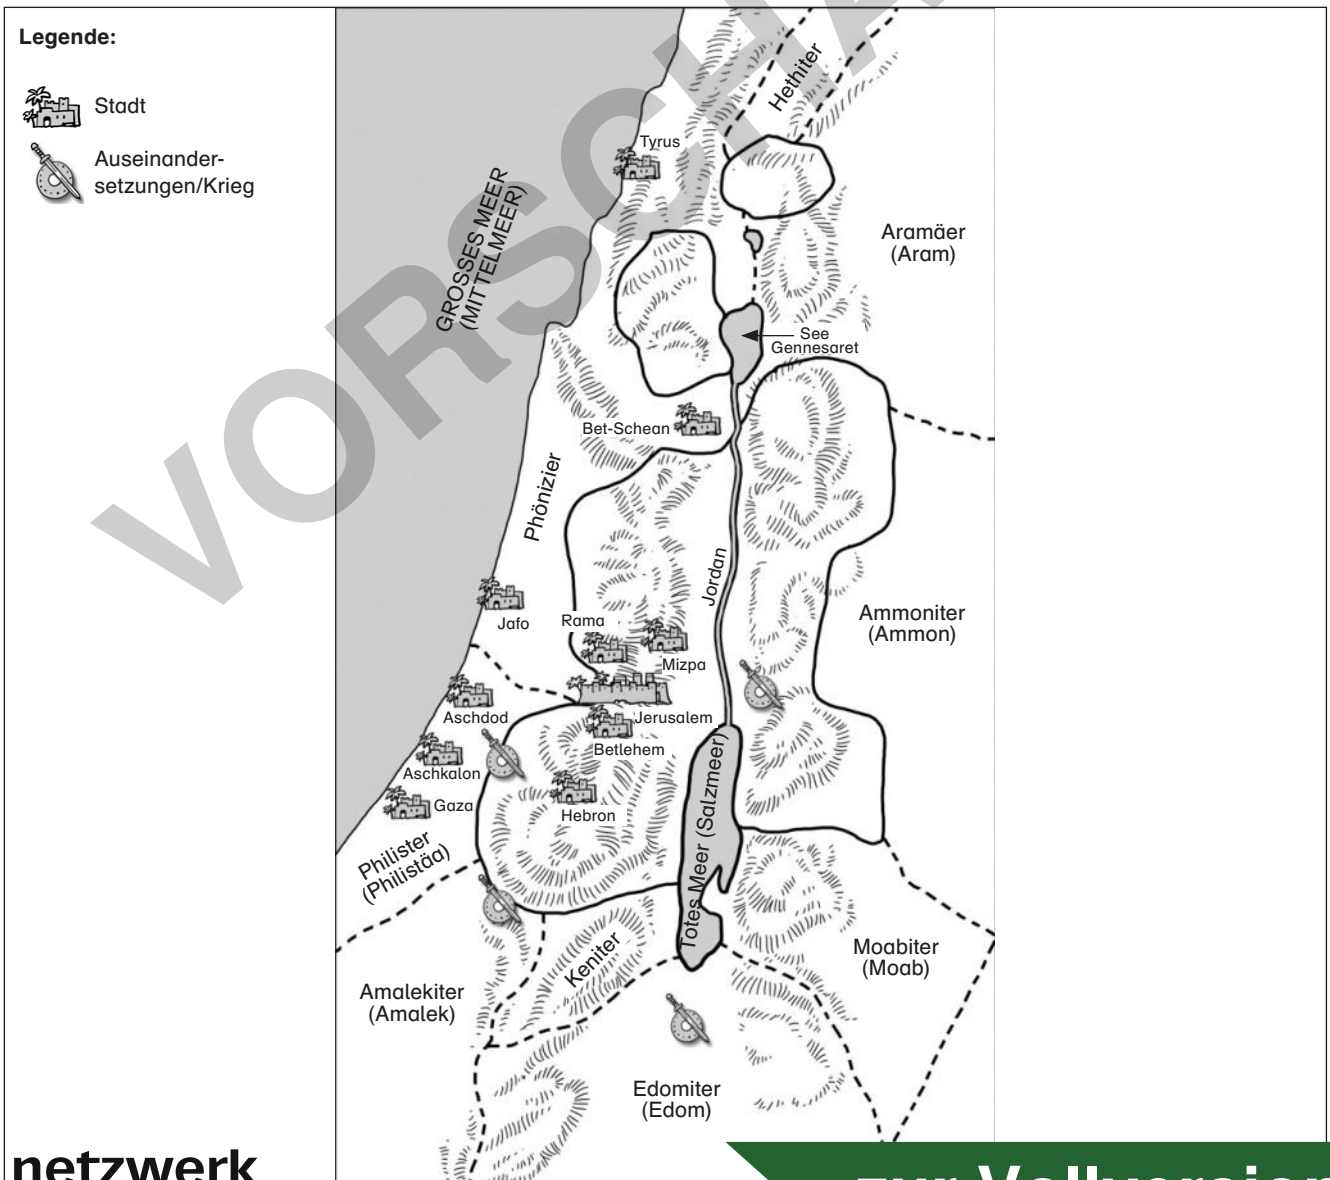 Legende:
Stadt
Auseinander-
setzungen/Krieg
VORSCHA
Hethiter
Tyrus
GROSSES MEER
(MITTELMEER)
Aramäer
(Aram)
See
Gennesaret
Bet-Schean
Phönizier
Jordan
Jafo
Rama
Mizpa
Ammoniter
(Ammon)
Aschdod
Jerusalem
Betlehem
Aschkalon
Gaza
Hebron
Totes Meer (Salzmeer)
Philister
(Philistäa)
Keniter
Moabiter
(Moab)
Amalekiter
(Amalek)
Edomiter
(Edom)
netzwerk
zur Vollversion